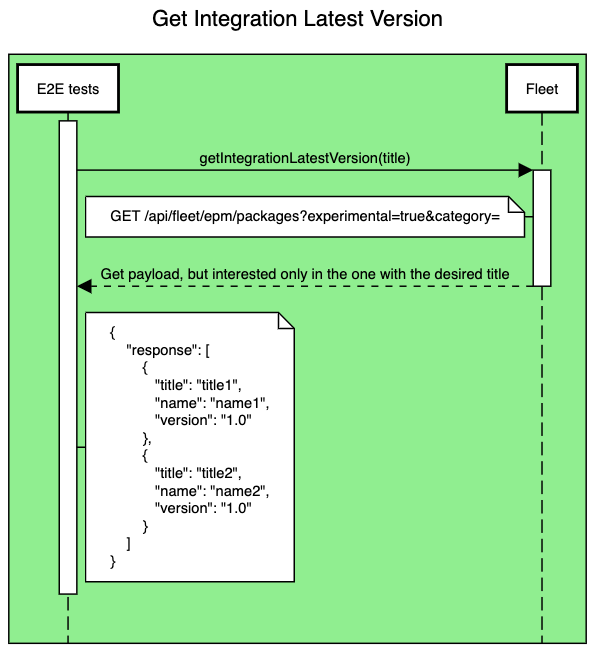 Get Integration Latest Version
E2E tests
Fleet
getIntegrationLatestVersion(title)
GET /api/fleet/epm/packages?experimental=true&category=
Get payload, but interested only in the one with the desired title
{
"response": [
{
"title": "title1",
"name": "name1",
"version": "1.0"
},
{
"title": "title2",
"name": "name2",
"version": "1.0"
}
]
}